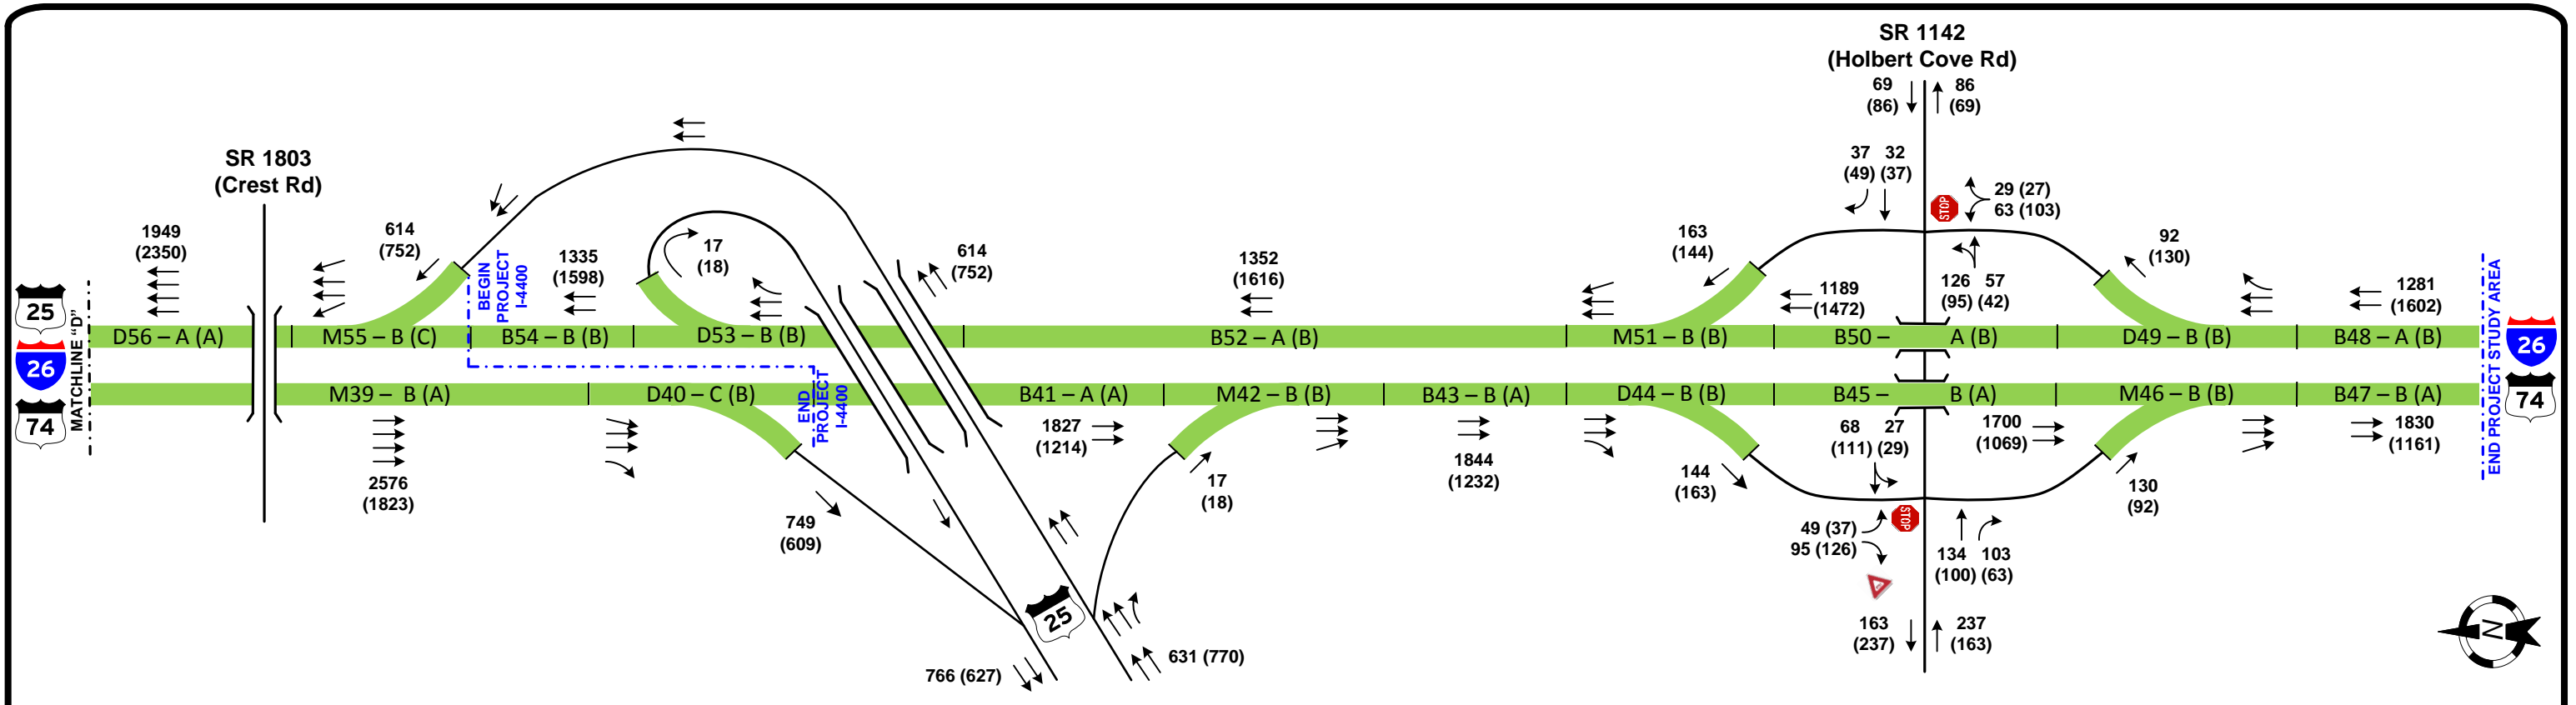 SR 1142
(Holbert Cove Rd)
69
(86)
86
(69)
SR 1803
(Crest Rd)
37 32
(49) (37)
STOP
29 (27)
63 (103)
1949
(2350)
614
(752)
BEGIN
PROJECT
I-4400
1335
(1598)
17
(18)
614
(752)
1352
(1616)
163
(144)
1189
(1472)
126 57
(95) (42)
92
(130)
1281
(1602)
25
26
74
MATCHLINE "D"
D56 – A (A)
M55 – B (C)
B54 – B (B)
D53 – B (B)
B52 – A (B)
M51 – B (B)
B50 – A (B)
D49 – B (B)
B48 – A (B)
END PROJECT STUDY AREA
26
74
M39 – B (A)
D40 – C (B)
END
PROJECT
I-4400
B41 – A (A)
M42 – B (B)
B43 – B (A)
D44 – B (B)
B45 – B (A)
M46 – B (B)
B47 – B (A)
2576
(1823)
749
(609)
1827
(1214)
17
(18)
1844
(1232)
144
(163)
68 27
(111) (29)
1700
(1069)
130
(92)
1830
(1161)
STOP
49 (37)
95 (126)
134 103
(100) (63)
25
766 (627)
631 (770)
163
(237)
237
(163)
N